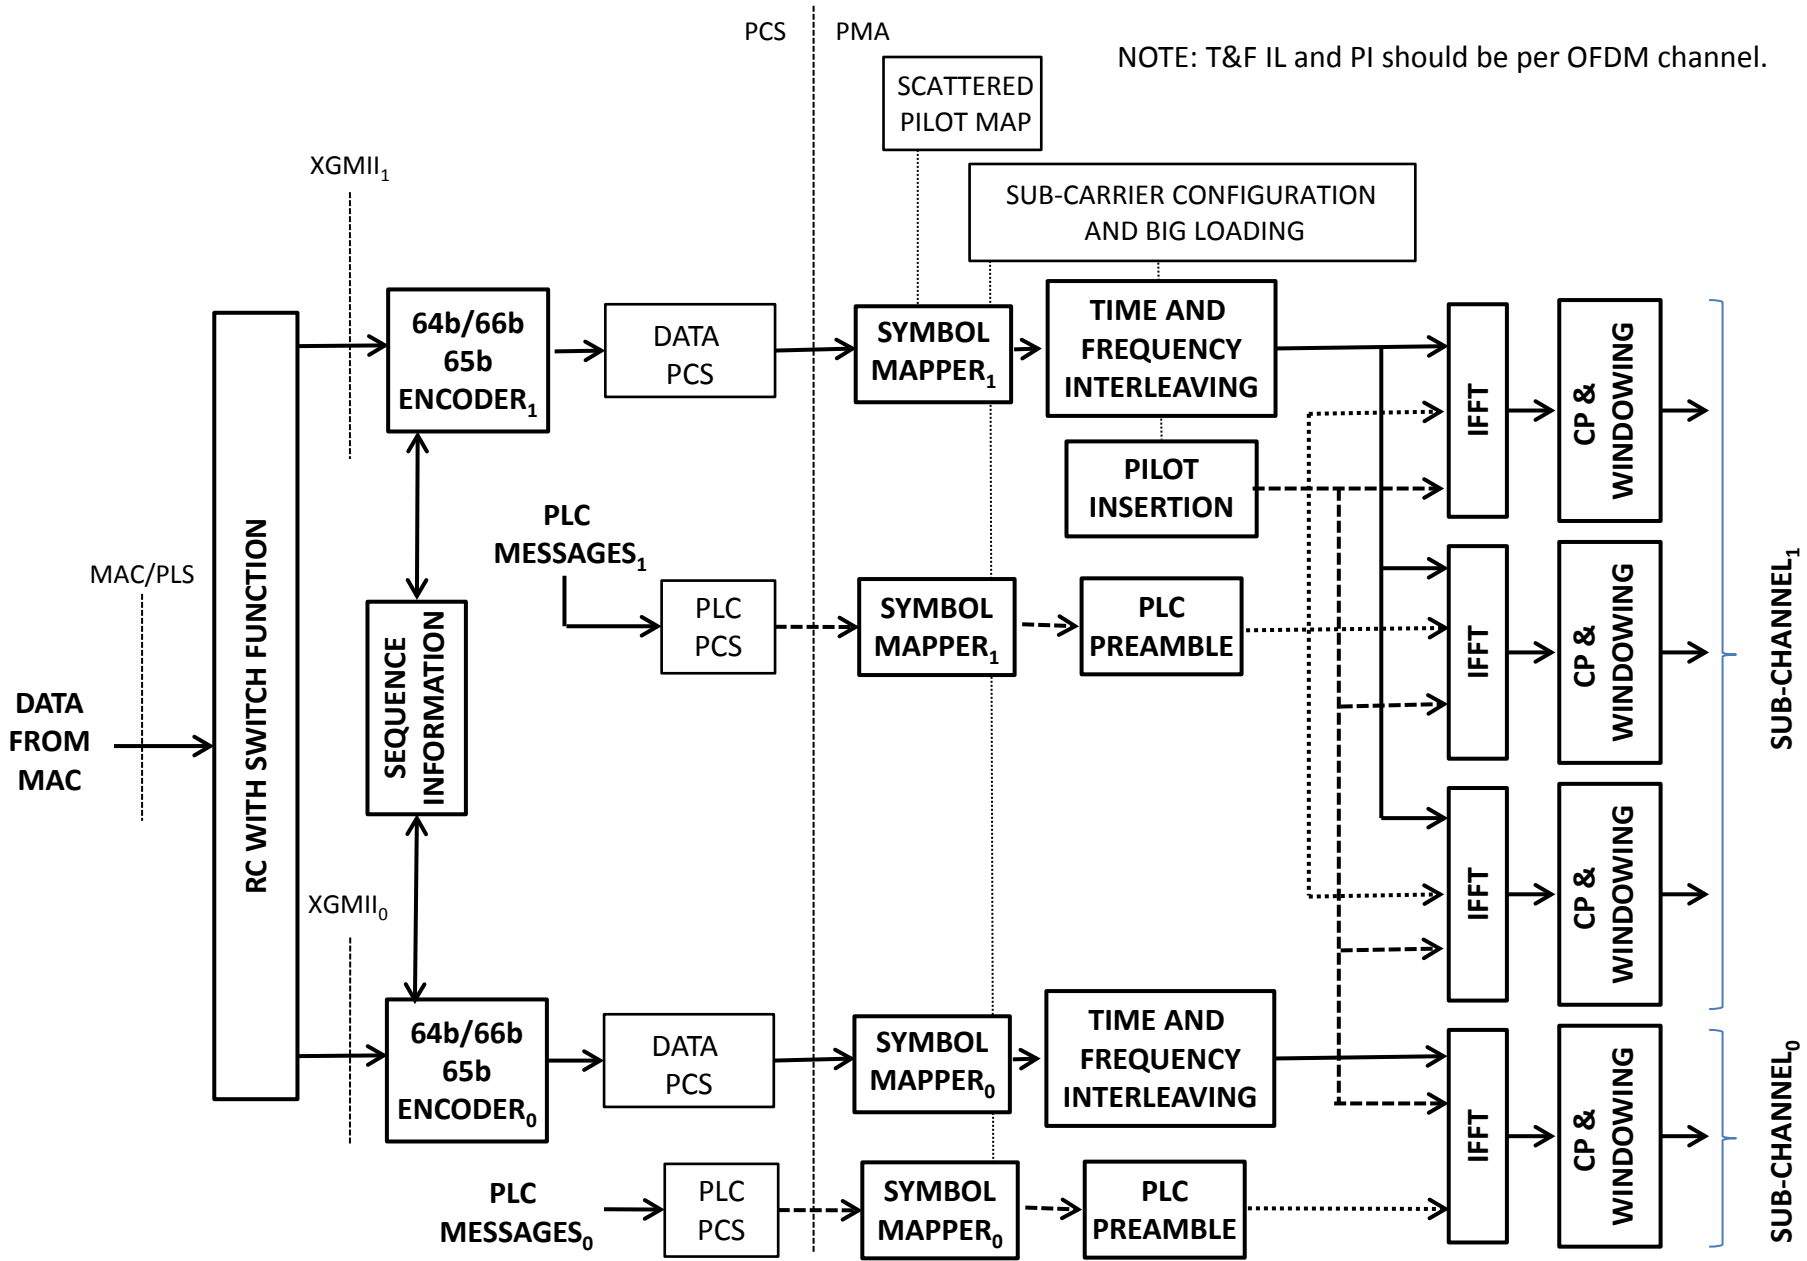 PCS
PMA
NOTE: T&F IL and PI should be per OFDM channel.
SCATTERED
PILOT MAP
XGMII1
SUB-CARRIER CONFIGURATION
AND BIG LOADING
64b/66b
65b
ENCODER1
DATA
PCS
SYMBOL
MAPPER1
TIME AND
FREQUENCY
INTERLEAVING
IFFT
CP &
WINDOWING
PILOT
INSERTION
PLC
MESSAGES1
MAC/PLS
RC WITH SWITCH FUNCTION
SEQUENCE
INFORMATION
PLC
PCS
SYMBOL
MAPPER1
PLC
PREAMBLE
IFFT
CP &
WINDOWING
SUB-CHANNEL1
DATA
FROM
MAC
IFFT
CP &
WINDOWING
XGMII0
64b/66b
65b
ENCODER0
DATA
PCS
SYMBOL
MAPPER0
TIME AND
FREQUENCY
INTERLEAVING
IFFT
CP &
WINDOWING
SUB-CHANNEL0
PLC
MESSAGES0
PLC
PCS
SYMBOL
MAPPER0
PLC
PREAMBLE